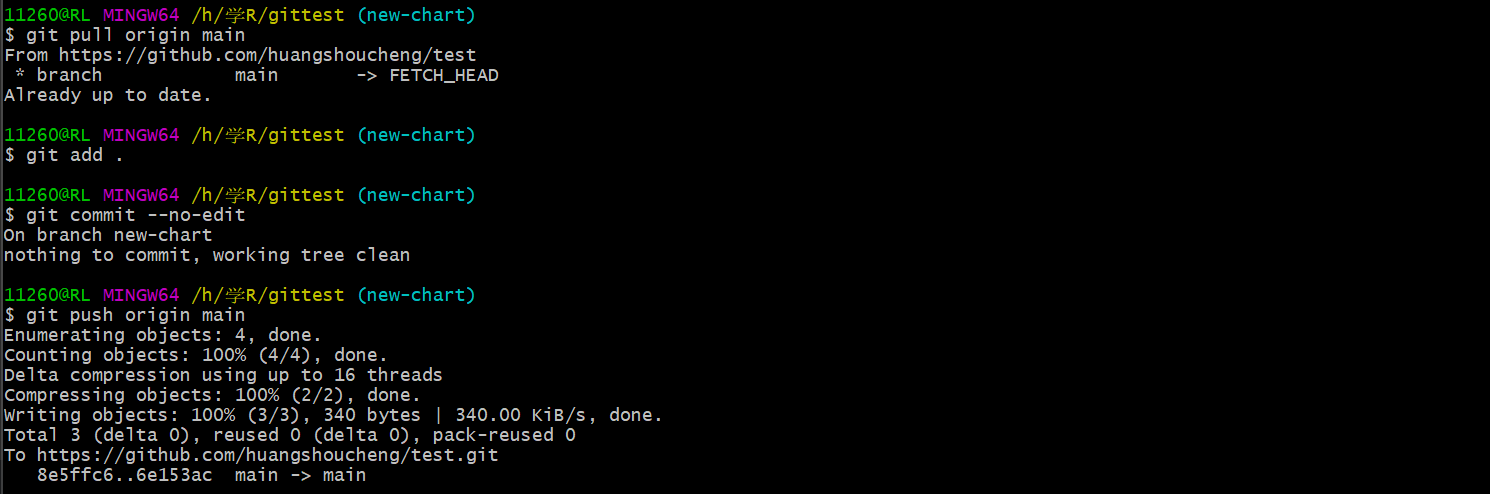 11260@RL MINGW64 /h/学R/gittest (new-chart)
$ git pull origin main
From https://github.com/huangshoucheng/test
 * branch            main       -> FETCH_HEAD
Already up to date.
11260@RL MINGW64 /h/学R/gittest (new-chart)
$ git add .
11260@RL MINGW64 /h/学R/gittest (new-chart)
$ git commit --no-edit
On branch new-chart
nothing to commit, working tree clean
11260@RL MINGW64 /h/学R/gittest (new-chart)
$ git push origin main
Enumerating objects: 4, done.
Counting objects: 100% (4/4), done.
Delta compression using up to 16 threads
Compressing objects: 100% (2/2), done.
Writing objects: 100% (3/3), 340 bytes | 340.00 KiB/s, done.
Total 3 (delta 0), reused 0 (delta 0), pack-reused 0
To https://github.com/huangshoucheng/test.git
   8e5ffc6..6e153ac  main -> main